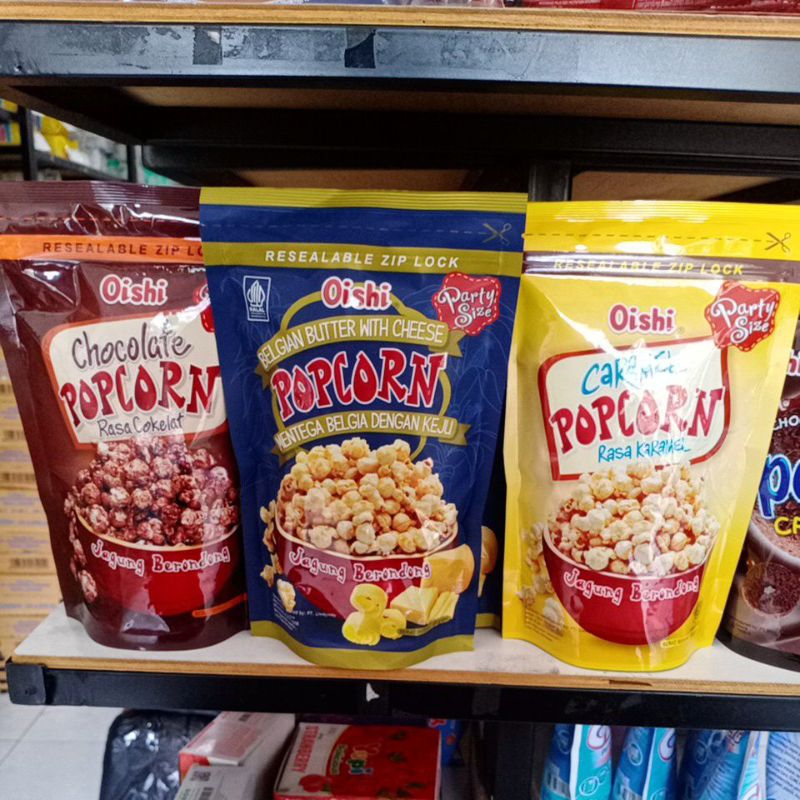 RESEALABLE ZIP LO
Oishi
Chocolate
POPCORN
Rasa Cokelat
Jagung Berondong
RESEALABLE ZIP LOCK
HALAL
Oishi
Party
Size
BELGIAN BUTTER WITH CHEESE
POPCORN
MENTEGA BELGIA DENGAN KEJU
Jagung Berondong
RESEALABLE ZIP LOCK
Oishi
Party
Size
CARAMEL
POPCORN
RASA KARAMEL
Jagung Berondong